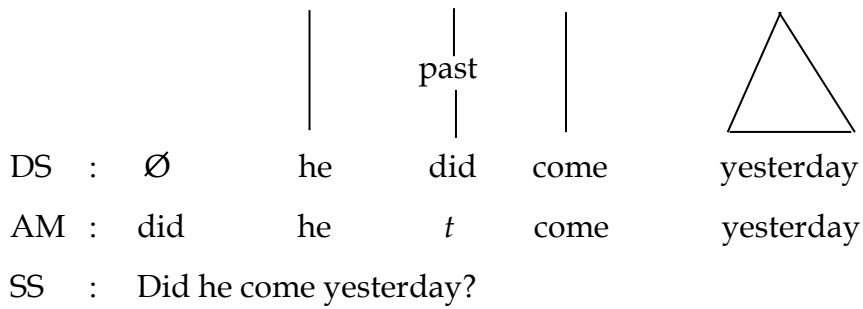 past
DS : Ø he did come yesterday
AM : did he t come yesterday
SS : Did he come yesterday?